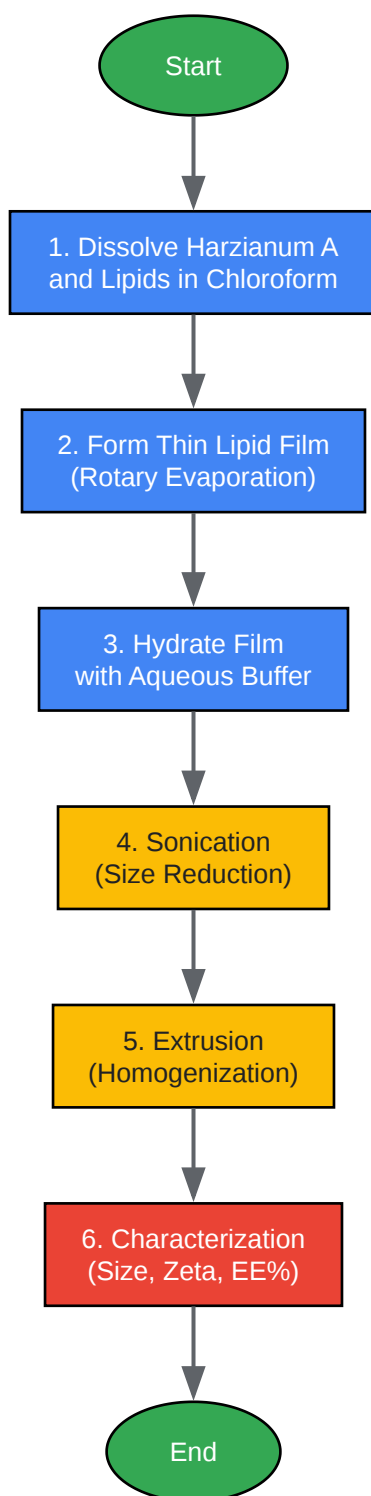 Start
1. Dissolve Harzianum A
and Lipids in Chloroform
2. Form Thin Lipid Film
(Rotary Evaporation)
3. Hydrate Film
with Aqueous Buffer
4. Sonication
(Size Reduction)
5. Extrusion
(Homogenization)
6. Characterization
(Size, Zeta, EE%)
End